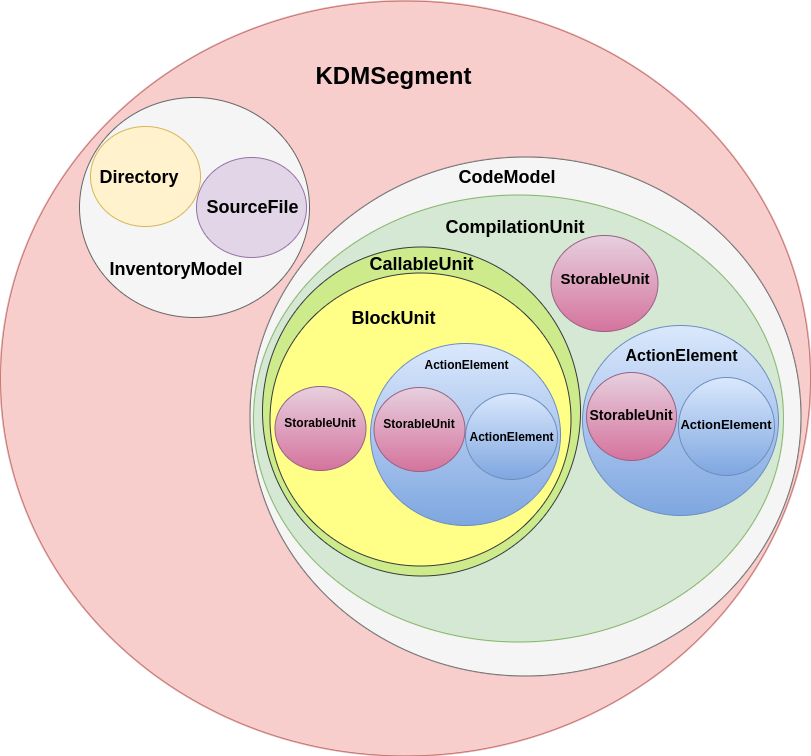 KDMSegment
Directory
SourceFile
InventoryModel
CodeModel
CompilationUnit
CallableUnit
BlockUnit
StorableUnit
ActionElement
StorableUnit
ActionElement
StorableUnit
ActionElement
StorableUnit
ActionElement